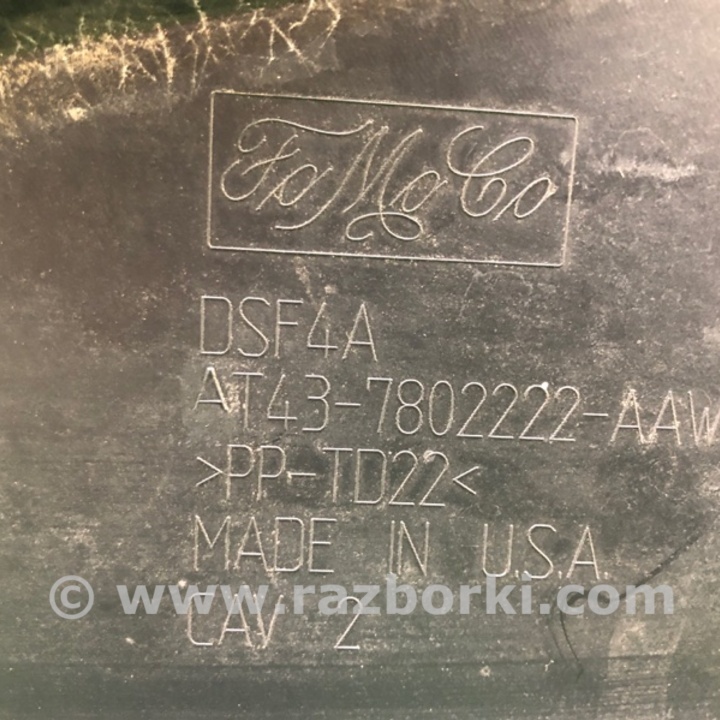 FoMoCo
DSF4A
AT43-7802222-AAW
>PP-TD22<
MADE IN U.S.A.
© www.razborki.com
CAV 2